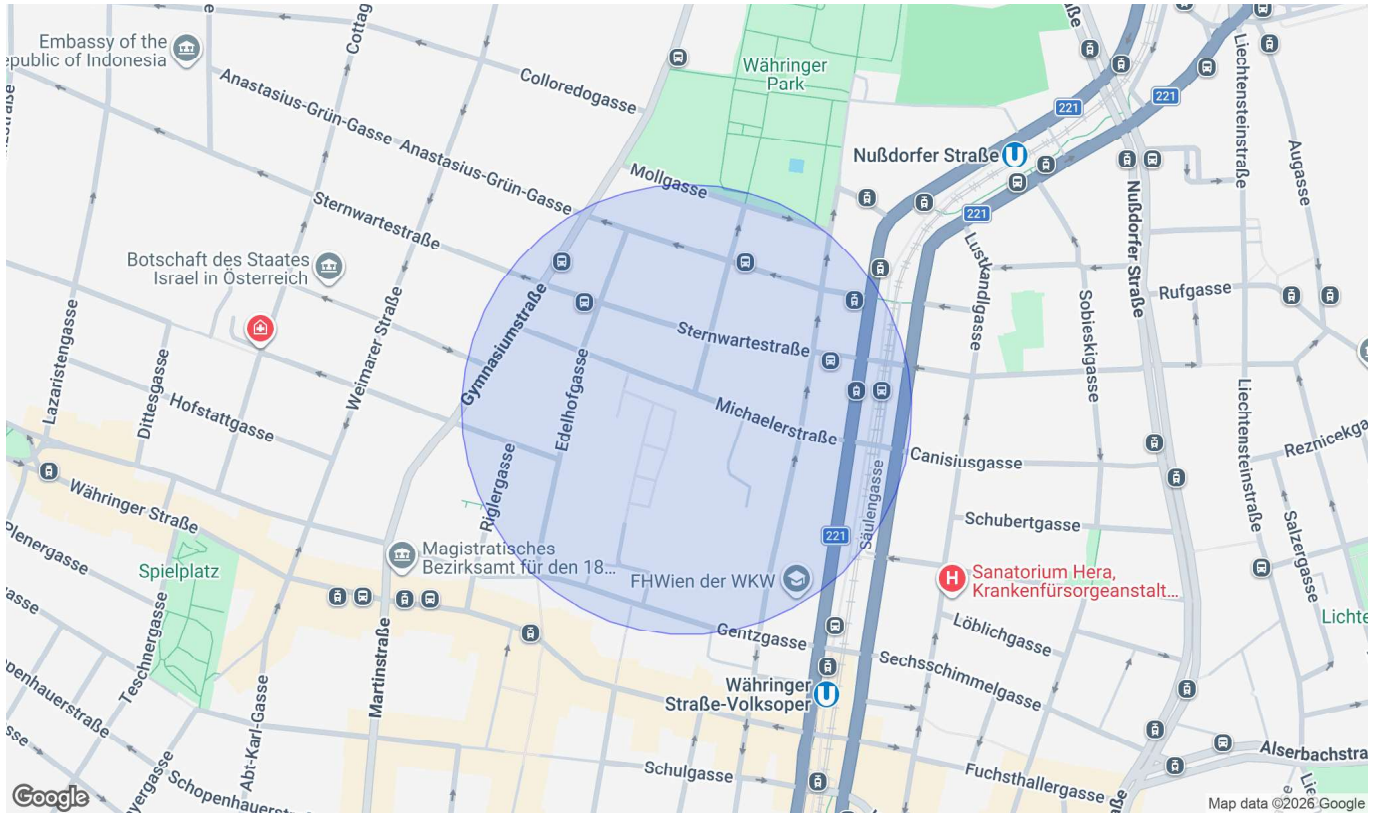 Embassy of the
epublic of Indonesia
Cottag
Colloredogasse
Anastasius-Grün-Gasse
Anastasius-Grün-Gasse
Währinger
Park
Mollgasse
221
221
Nußdorfer Straße
U
221
Liechtensteinstraße
Augasse
Nußdorfer Straße
Sternwartestraße
Botschaft des Staates
Israel in Österreich
Lustkandlgasse
Sobieskigasse
Rufgasse
Lazaristengasse
Dittesgasse
Weimarer Straße
Gymnasiumstraße
Edelhofgasse
Sternwartestraße
Hofstattgasse
Michaelerstraße
Canisiusgasse
Liechtensteinstraße
Reznicekga
Währinger Straße
Riglergasse
Säulengasse
Schubertgasse
Salzergasse
221
Plenergasse
Spielplatz
Magistratisches
Bezirksamt für den 18...
FHWien der WKW
H
Sanatorium Hera,
Krankenfürsorgeanstalt...
Löblichgasse
Lichte
asse
Teschnergasse
Gentzgasse
Sechsschimmelgasse
openhauerstraße
Martinstraße
Währinger
Straße-Volksoper
U
Abt-Karl-Gasse
Schopenhauerstraße
yergasse
Schulgasse
Fuchsthallergasse
Alserbachstra
Google
Map data ©2026 Google